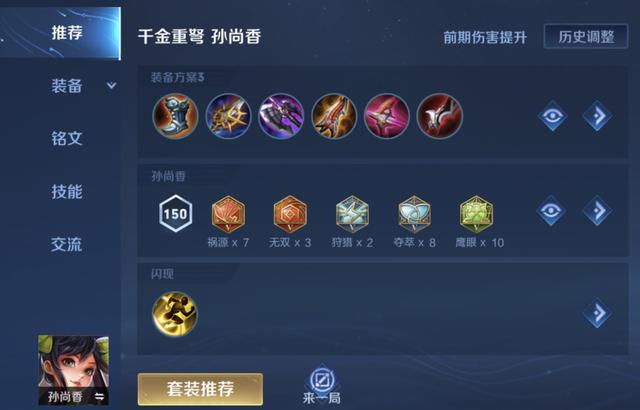 推荐
装备
铭文
技能
交流
孙尚香
千金重弩 孙尚香
前期伤害提升
历史调整
装备方案3
孙尚香
150
祸源 x 7
无双 x 3
狩猎 x 2
夺萃 x 8
鹰眼 x 10
闪现
套装推荐
来一局